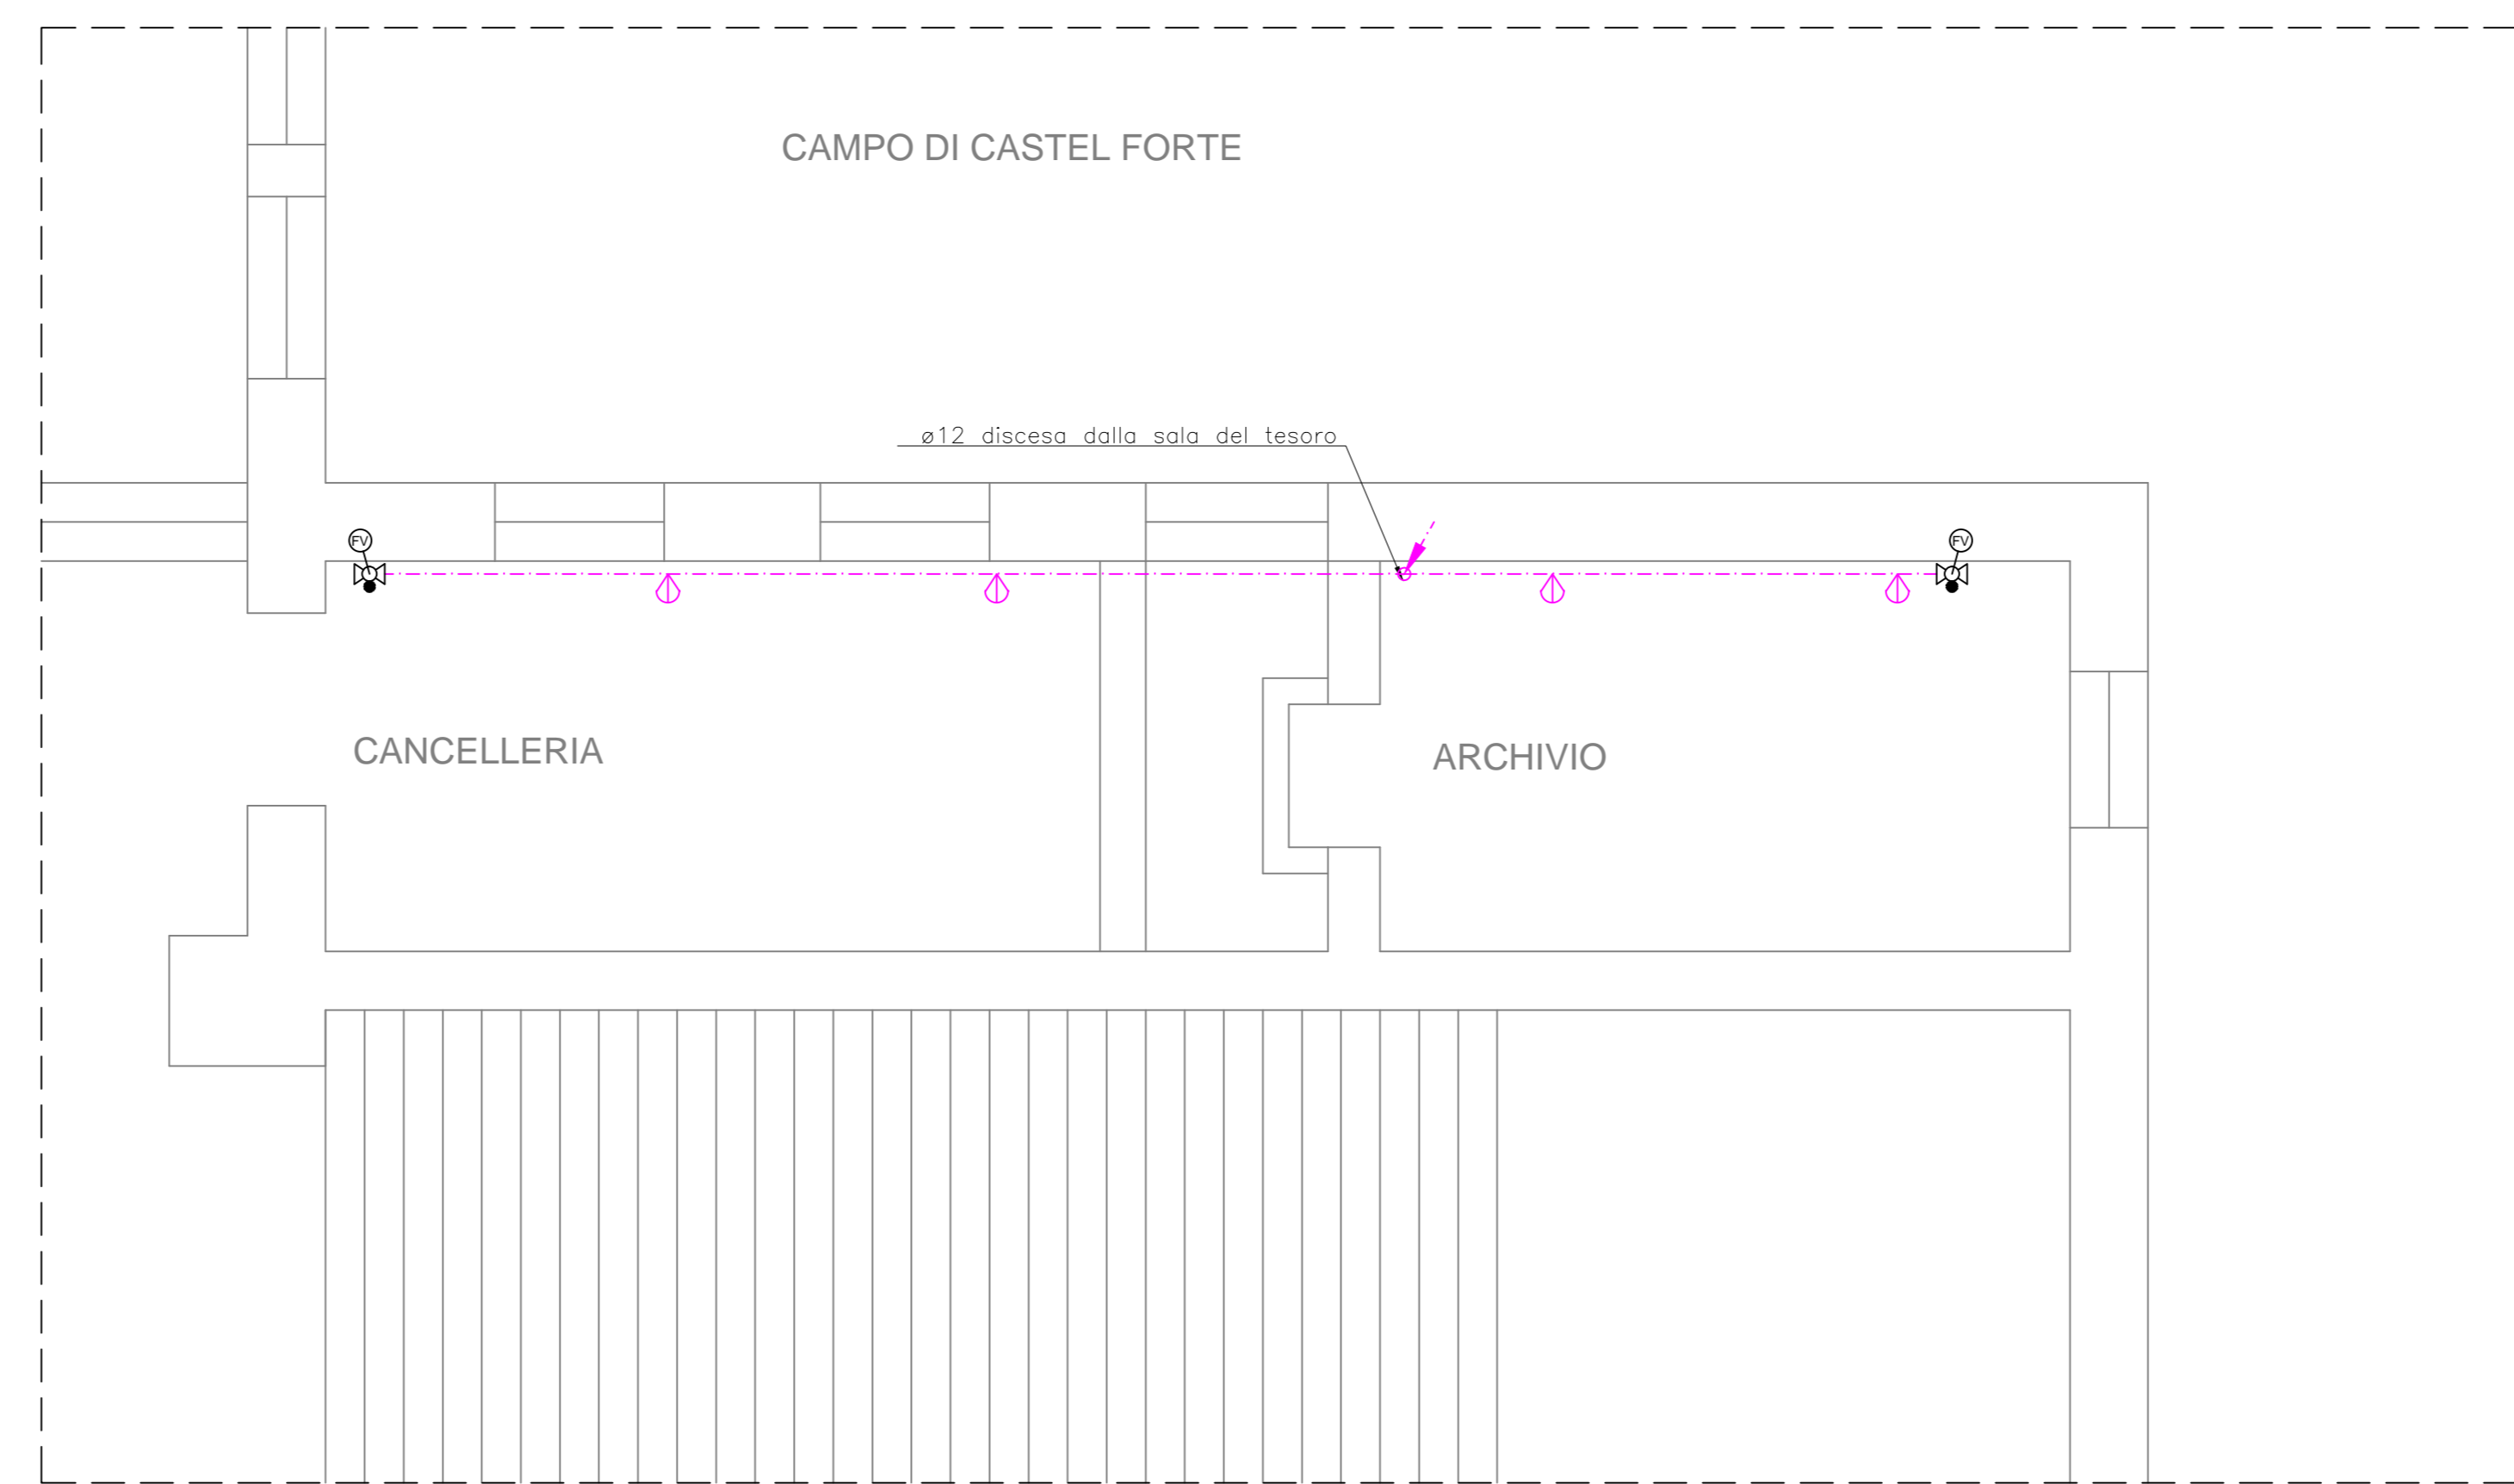 CAMPO DI CASTEL FORTE
ø12 discesa dalla sala del tesoro
FV
FV
CANCELLERIA
ARCHIVIO